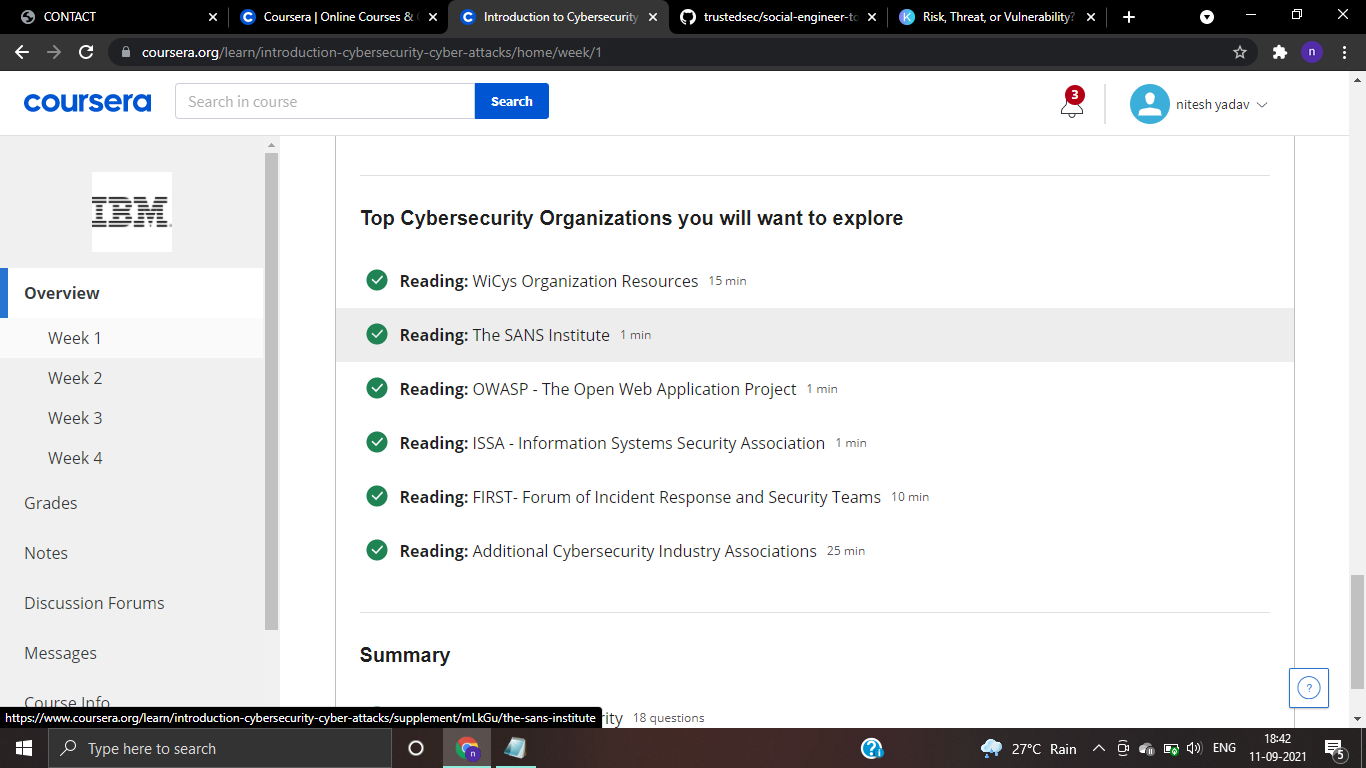 CONTACT
Coursera | Online Courses &
Introduction to Cybersecurity
trustedsec/social-engineer-to
Risk, Threat, or Vulnerability?
coursera.org/learn/introduction-cybersecurity-cyber-attacks/home/week/1
n
coursera
Search in course
Search
3
nitesh yadav
IBM
Overview
Week 1
Week 2
Week 3
Week 4
Grades
Notes
Discussion Forums
Messages
Course Info
Top Cybersecurity Organizations you will want to explore
Reading: WiCys Organization Resources 15 min
Reading: The SANS Institute 1 min
Reading: OWASP - The Open Web Application Project 1 min
Reading: ISSA - Information Systems Security Association 1 min
Reading: FIRST- Forum of Incident Response and Security Teams 10 min
Reading: Additional Cybersecurity Industry Associations 25 min
Summary
rity 18 questions
?
https://www.coursera.org/learn/introduction-cybersecurity-cyber-attacks/supplement/mLkGu/the-sans-institute
Type here to search
n
?
27°C Rain
ENG
18:42
11-09-2021
5